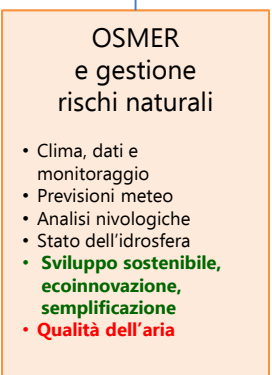 OSMER
e gestione
rischi naturali
• Clima, dati e
monitoraggio
• Previsioni meteo
• Analisi nivologiche
• Stato dell'idrosfera
• Sviluppo sostenibile,
ecoinnovazione,
semplificazione
• Qualità dell'aria